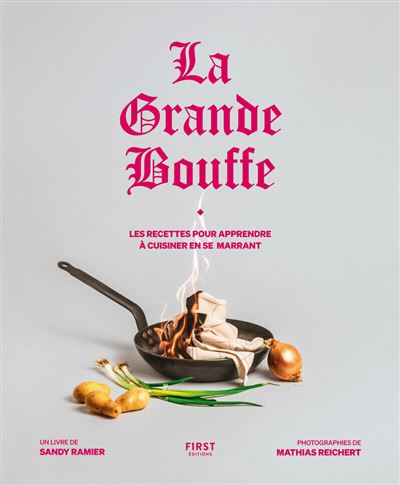 La
Grande
Bouffe
LES RECETTES POUR APPRENDRE
À CUISINER EN SE MARRANT
UN LIVRE DE
SANDY RAMIER
FIRST
ÉDITIONS
PHOTOGRAPHIES DE
MATHIAS REICHERT